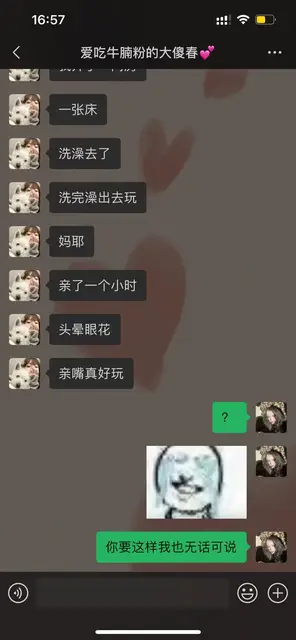 16:57
爱吃牛腩粉的大傻春💕
一张床
洗澡去了
洗完澡出去玩
妈耶
亲了一个小时
头晕眼花
亲嘴真好玩
？
你要这样我也无话可说